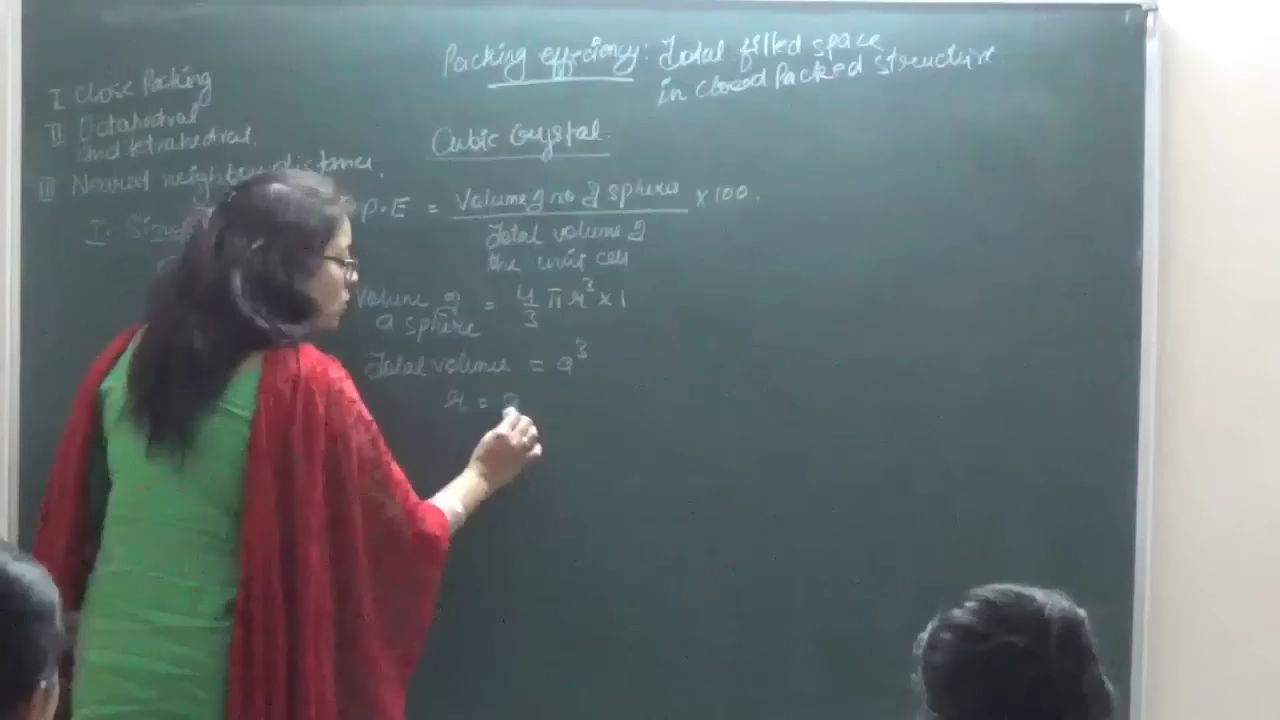 Packing efficiency: Total filled space
in closed Packed structure
I Close Packing
II Octahedral
and tetrahedral.
III Nearest neighbour distance.
Cubic Crystal.
P.E = Volume of no of spheres × 100.
Total volume of
the unit cell
I.
Volume of = 4/3 π r³ × 1
a sphere
Total volume = a³
r =